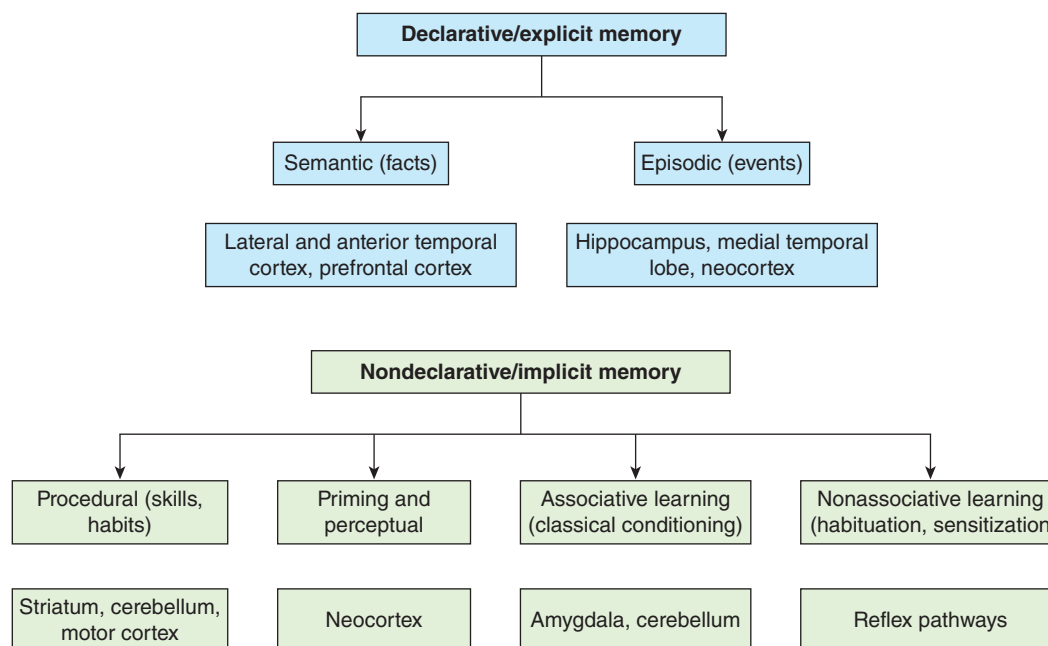 Declarative/explicit memory
Semantic (facts)
Episodic (events)
Lateral and anterior temporal
cortex, prefrontal cortex
Hippocampus, medial temporal
lobe, neocortex
Nondeclarative/implicit memory
Procedural (skills,
habits)
Priming and
perceptual
Associative learning
(classical conditioning)
Nonassociative learning
(habituation, sensitization
Striatum, cerebellum,
motor cortex
Neocortex
Amygdala, cerebellum
Reflex pathways